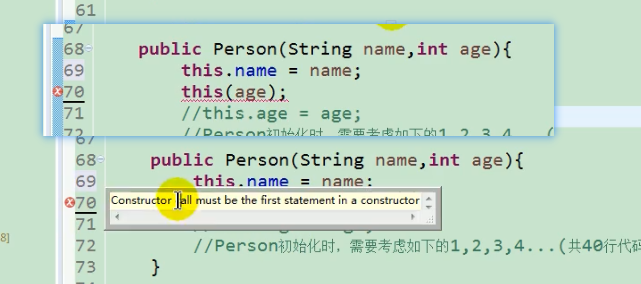 61
67
68 public Person(String name,int age){
69 this.name = name;
70 this(age);
71 //this.age = age;
72 //Person初始化时，需要考虑如下的1,2,3,4...(
67
68 public Person(String name,int age){
69 this.name = name;
70 Constructor call must be the first statement in a constructor
71
72 //Person初始化时，需要考虑如下的1,2,3,4...(共40行代码
73 }
8]